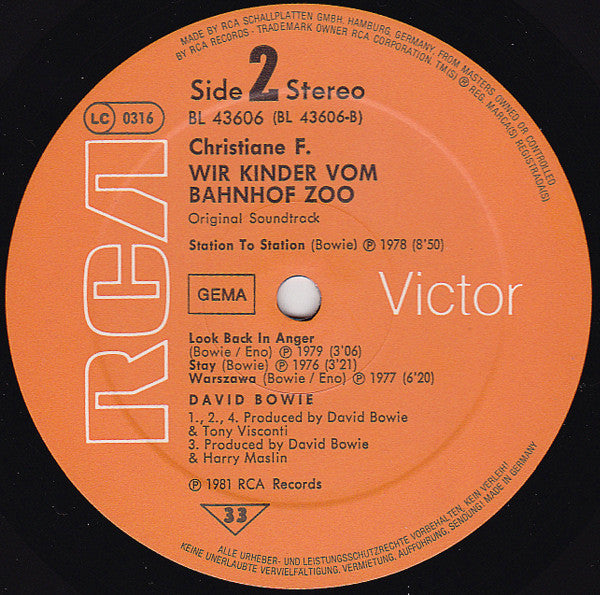 MADE BY RCA SCHALLPLATTEN GMBH, HAMBURG, GERMANY, FROM MASTERS OWNED OR CONTROLLED
BY RCA RECORDS - TRADEMARK OWNER RCA CORPORATION. TM(S) ® REG. MARCA(S) REGISTRADA(S)
Side 2 Stereo
BL 43606 (BL 43606-B)
LC 0316
Christiane F.
WIR KINDER VOM
BAHNHOF ZOO
Original Soundtrack
Station To Station (Bowie) ℗ 1978 (8'50)
RCA
GEMA
Victor
Look Back In Anger
(Bowie / Eno) ℗ 1979 (3'06)
Stay (Bowie) ℗ 1976 (3'21)
Warszawa (Bowie / Eno) ℗ 1977 (6'20)
DAVID BOWIE
1., 2., 4. Produced by David Bowie
& Tony Visconti
3. Produced by David Bowie
& Harry Maslin
℗ 1981 RCA Records
33
ALLE URHEBER- UND LEISTUNGSSCHUTZRECHTE VORBEHALTEN, KEIN VERLEIH!
KEINE UNERLAUBTE VERVIELFÄLTIGUNG, VERMIETUNG, AUFFÜHRUNG, SENDUNG! MADE IN GERMANY